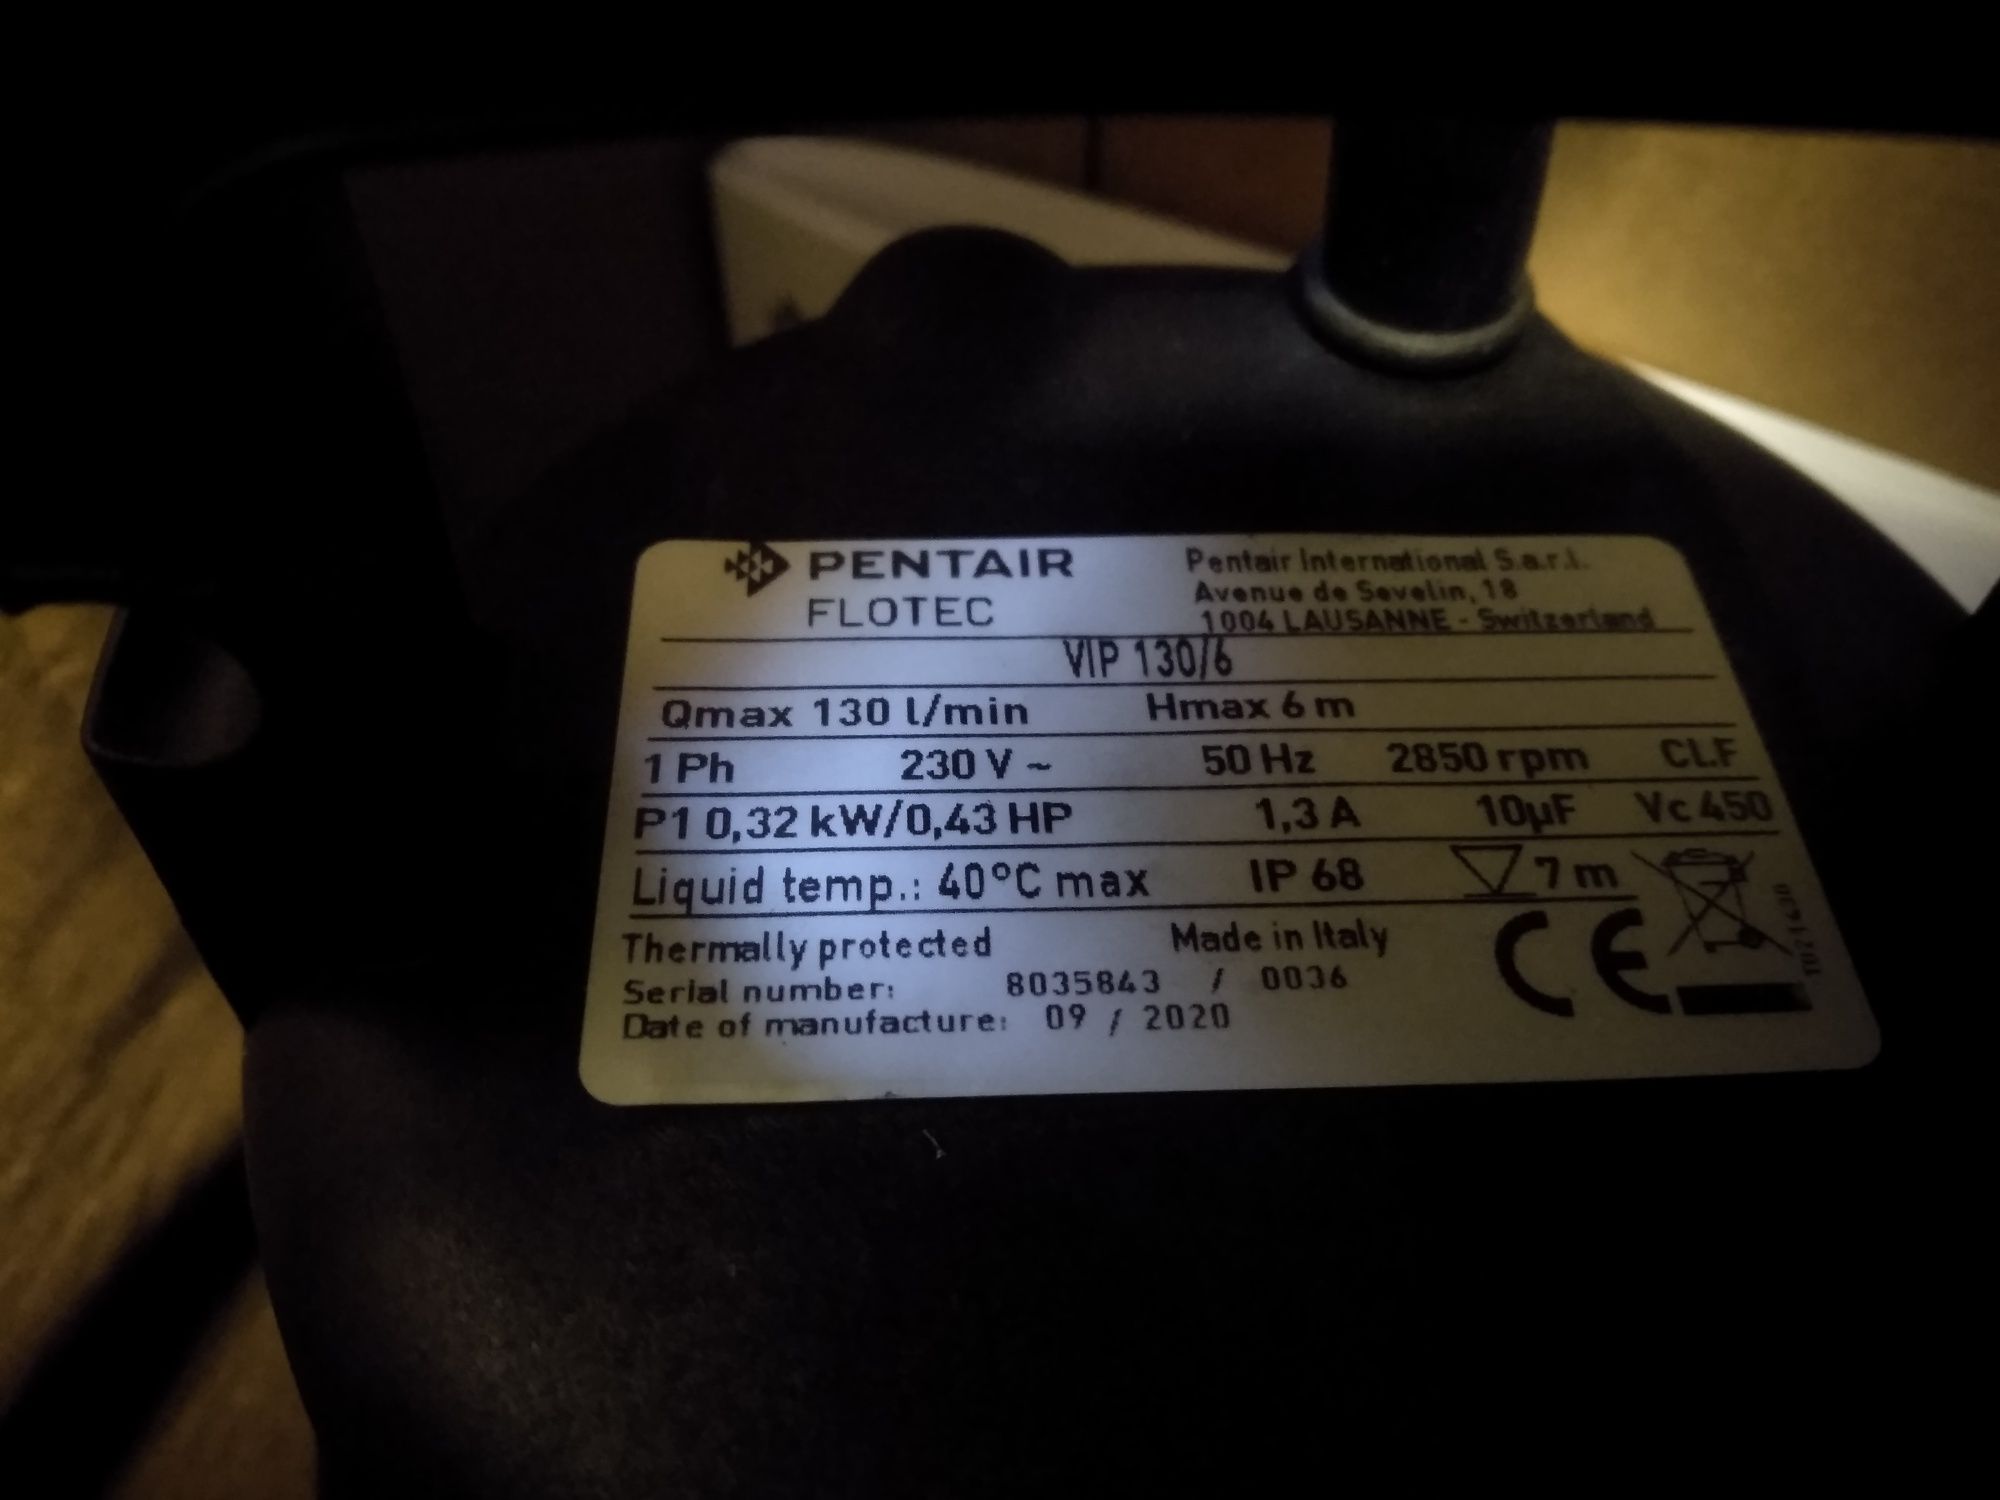 PENTAIR
FLOTEC
Pentair International S.a.r.l.
Avenue de Sevelin, 18
1004 LAUSANNE - Switzerland
VIP 130/6
Qmax 130 l/min Hmax 6 m
1 Ph 230 V ~ 50 Hz 2850 rpm CL.F
P1 0,32 kW/0,43 HP 1,3 A 10µF Vc 450
Liquid temp.: 40°C max IP 68 7 m
Thermally protected Made in Italy
Serial number: 8035843 / 0036
Date of manufacture: 09 / 2020
CE